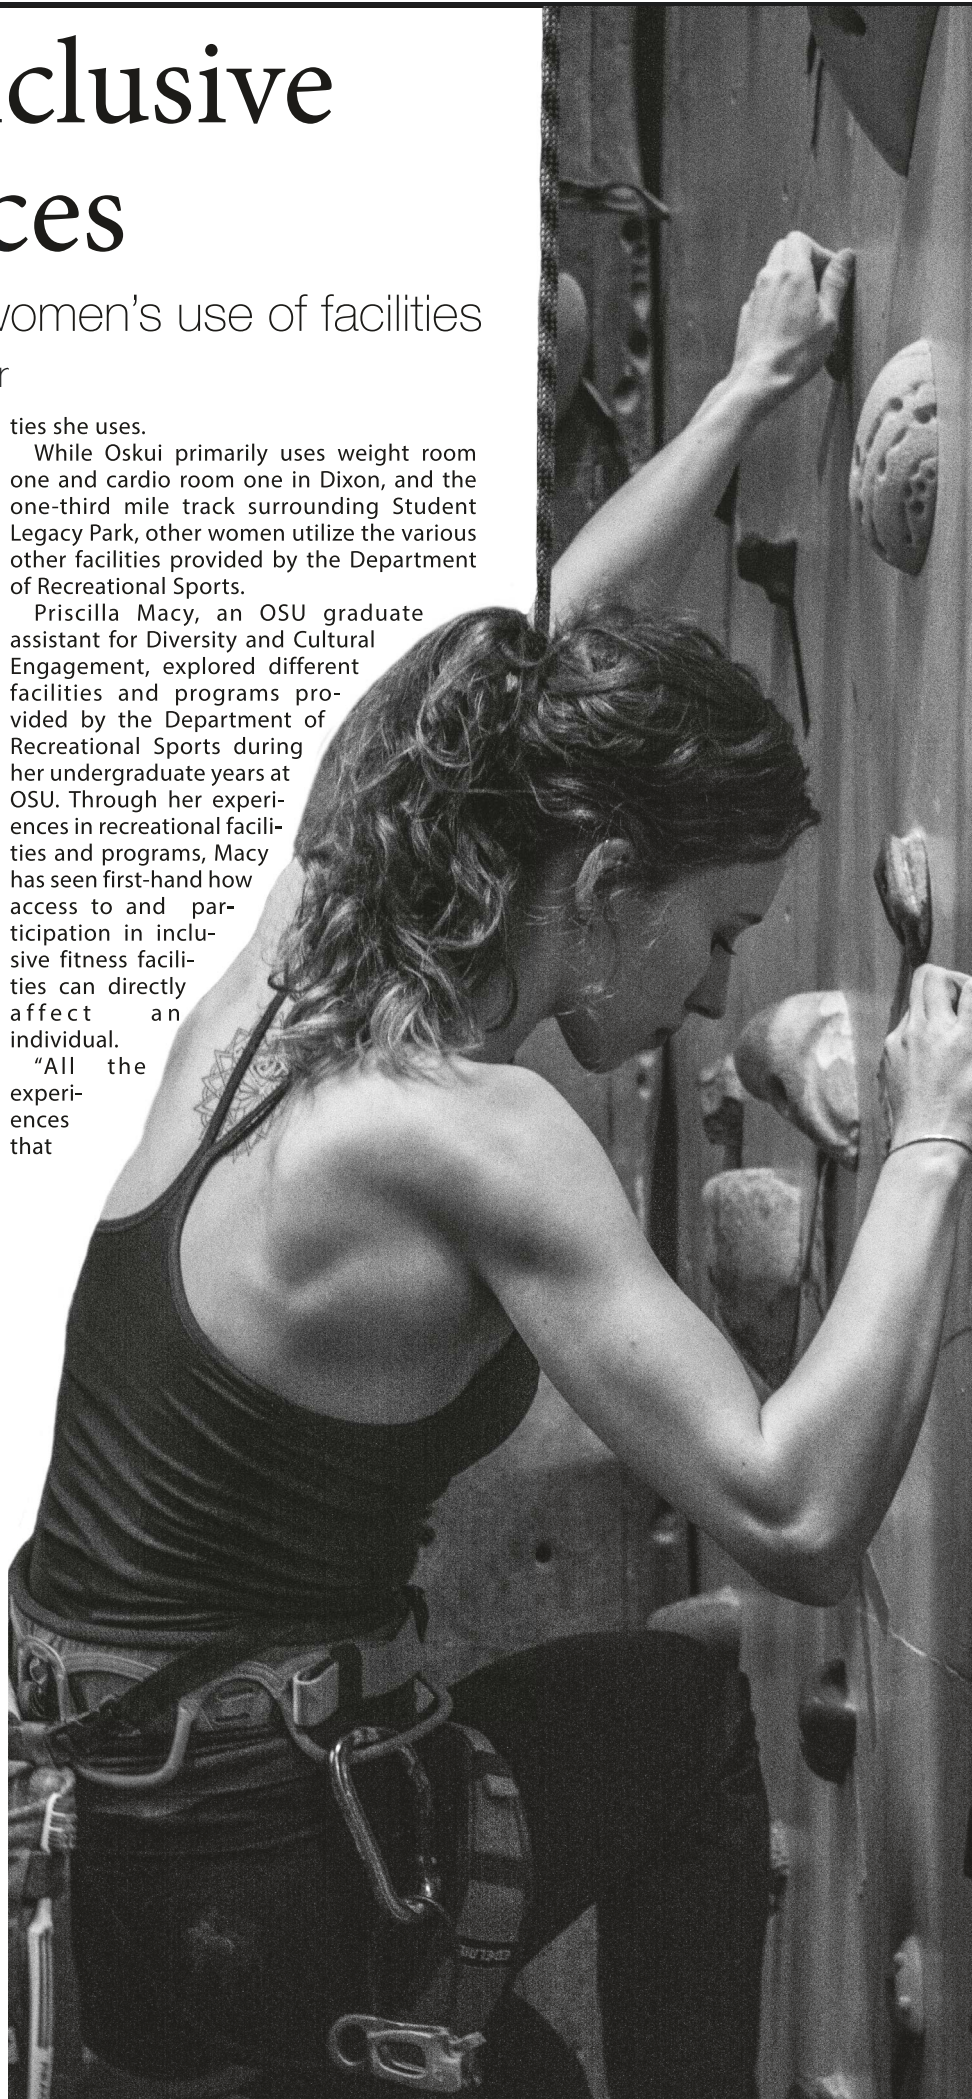 clusive
ces
women's use of facilities
r
ties she uses.
While Oskui primarily uses weight room
one and cardio room one in Dixon, and the
one-third mile track surrounding Student
Legacy Park, other women utilize the various
other facilities provided by the Department
of Recreational Sports.
Priscilla Macy, an OSU graduate
assistant for Diversity and Cultural
Engagement, explored different
facilities and programs pro-
vided by the Department of
Recreational Sports during
her undergraduate years at
OSU. Through her experi-
ences in recreational facili-
ties and programs, Macy
has seen first-hand how
access to and par-
ticipation in inclu-
sive fitness facili-
ties can directly
affect an
individual.
“All the
experi-
ences
that
EDELRID